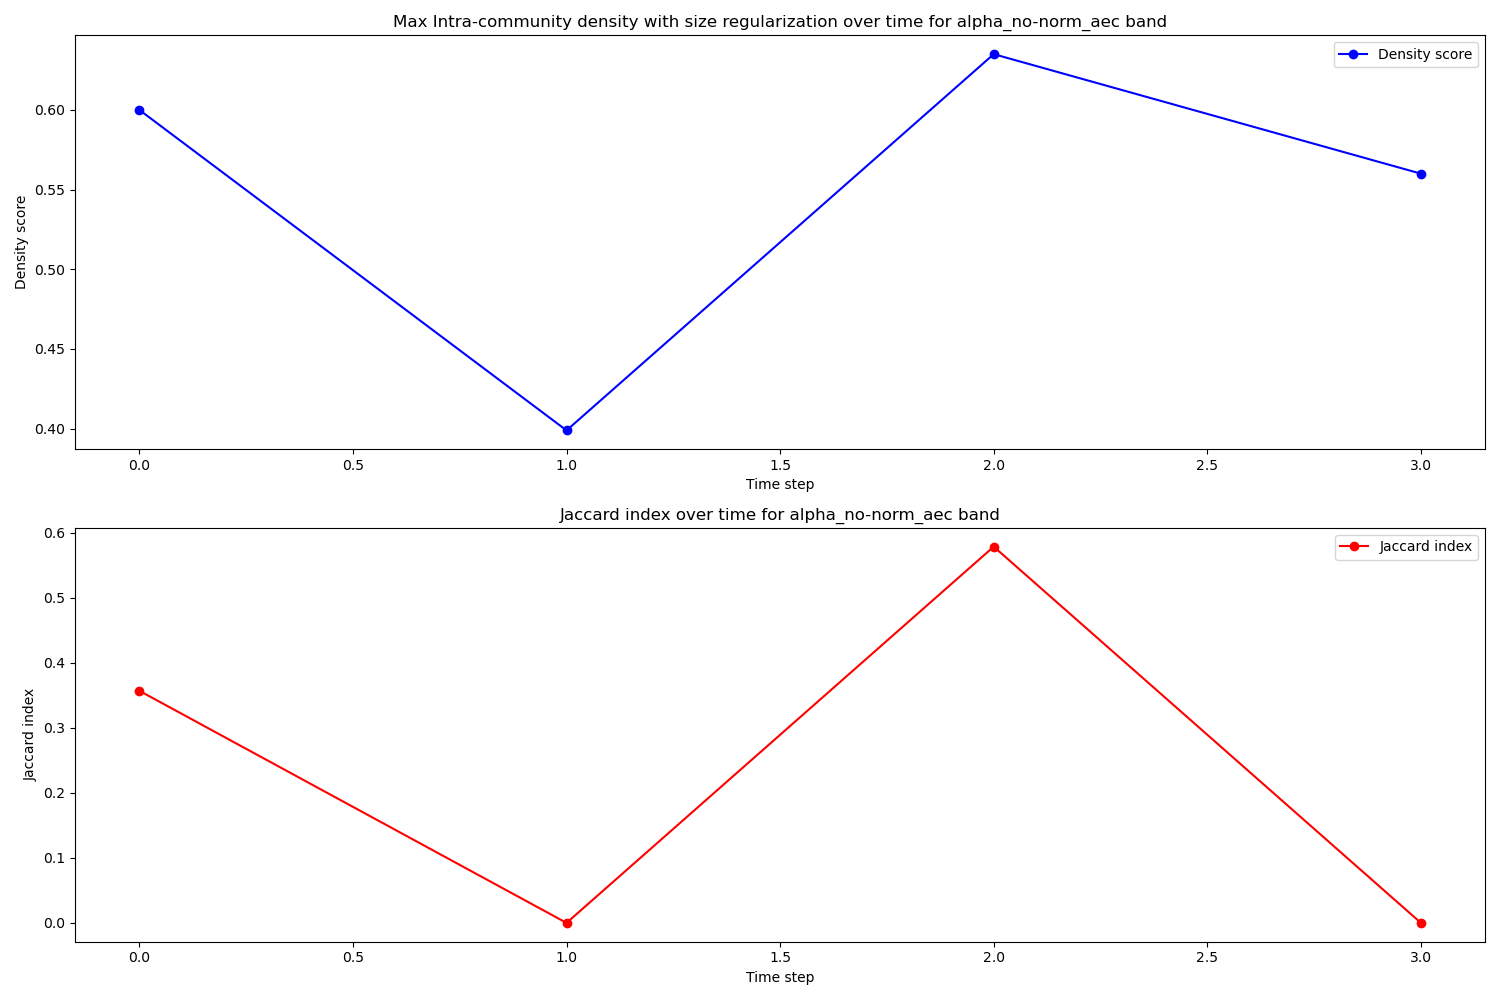 Max Intra-community density with size regularization over time for alpha_no-norm_aec band
Density score
0.60
0.55
0.50
0.45
0.40
Density score
0.0 0.5 1.0 1.5 2.0 2.5 3.0
Time step
Jaccard index over time for alpha_no-norm_aec band
Jaccard index
0.6
0.5
0.4
0.3
0.2
0.1
0.0
Jaccard index
0.0 0.5 1.0 1.5 2.0 2.5 3.0
Time step